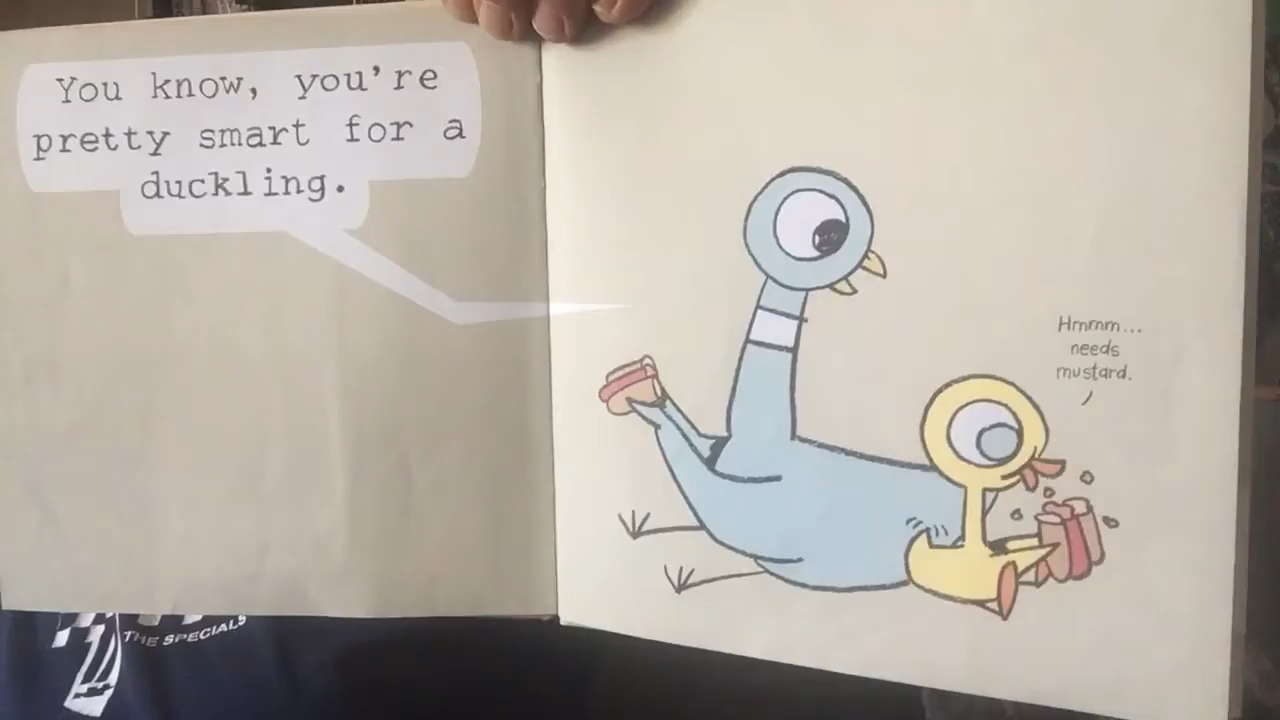 You know, you're
pretty smart for a
duckling.
Hmmm...
needs
mustard.
THE SPECIALS